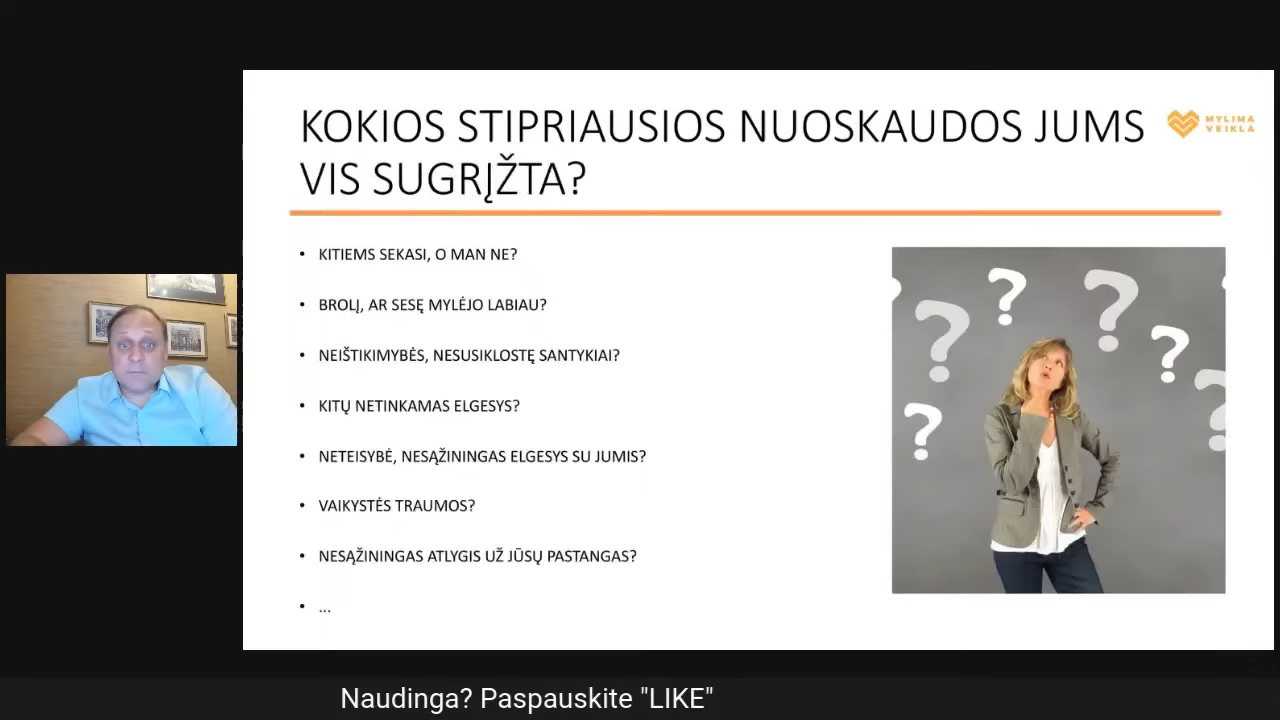 KOKIOS STIPRIAUSIOS NUOSKAUDOS JUMS
VIS SUGRĮŽTA?
MYLIMA
VEIKLA
• KITIEMS SEKASI, O MAN NE?
• BROLĮ, AR SESĘ MYLĖJO LABIAU?
• NEIŠTIKIMYBĖS, NESUSIKLOSTĘ SANTYKIAI?
• KITŲ NETINKAMAS ELGESYS?
• NETEISYBĖ, NESĄŽININGAS ELGESYS SU JUMIS?
• VAIKYSTĖS TRAUMOS?
• NESĄŽININGAS ATLYGIS UŽ JŪSŲ PASTANGAS?
• ...
? ? ? ? ? ?
Naudinga? Paspauskite "LIKE"